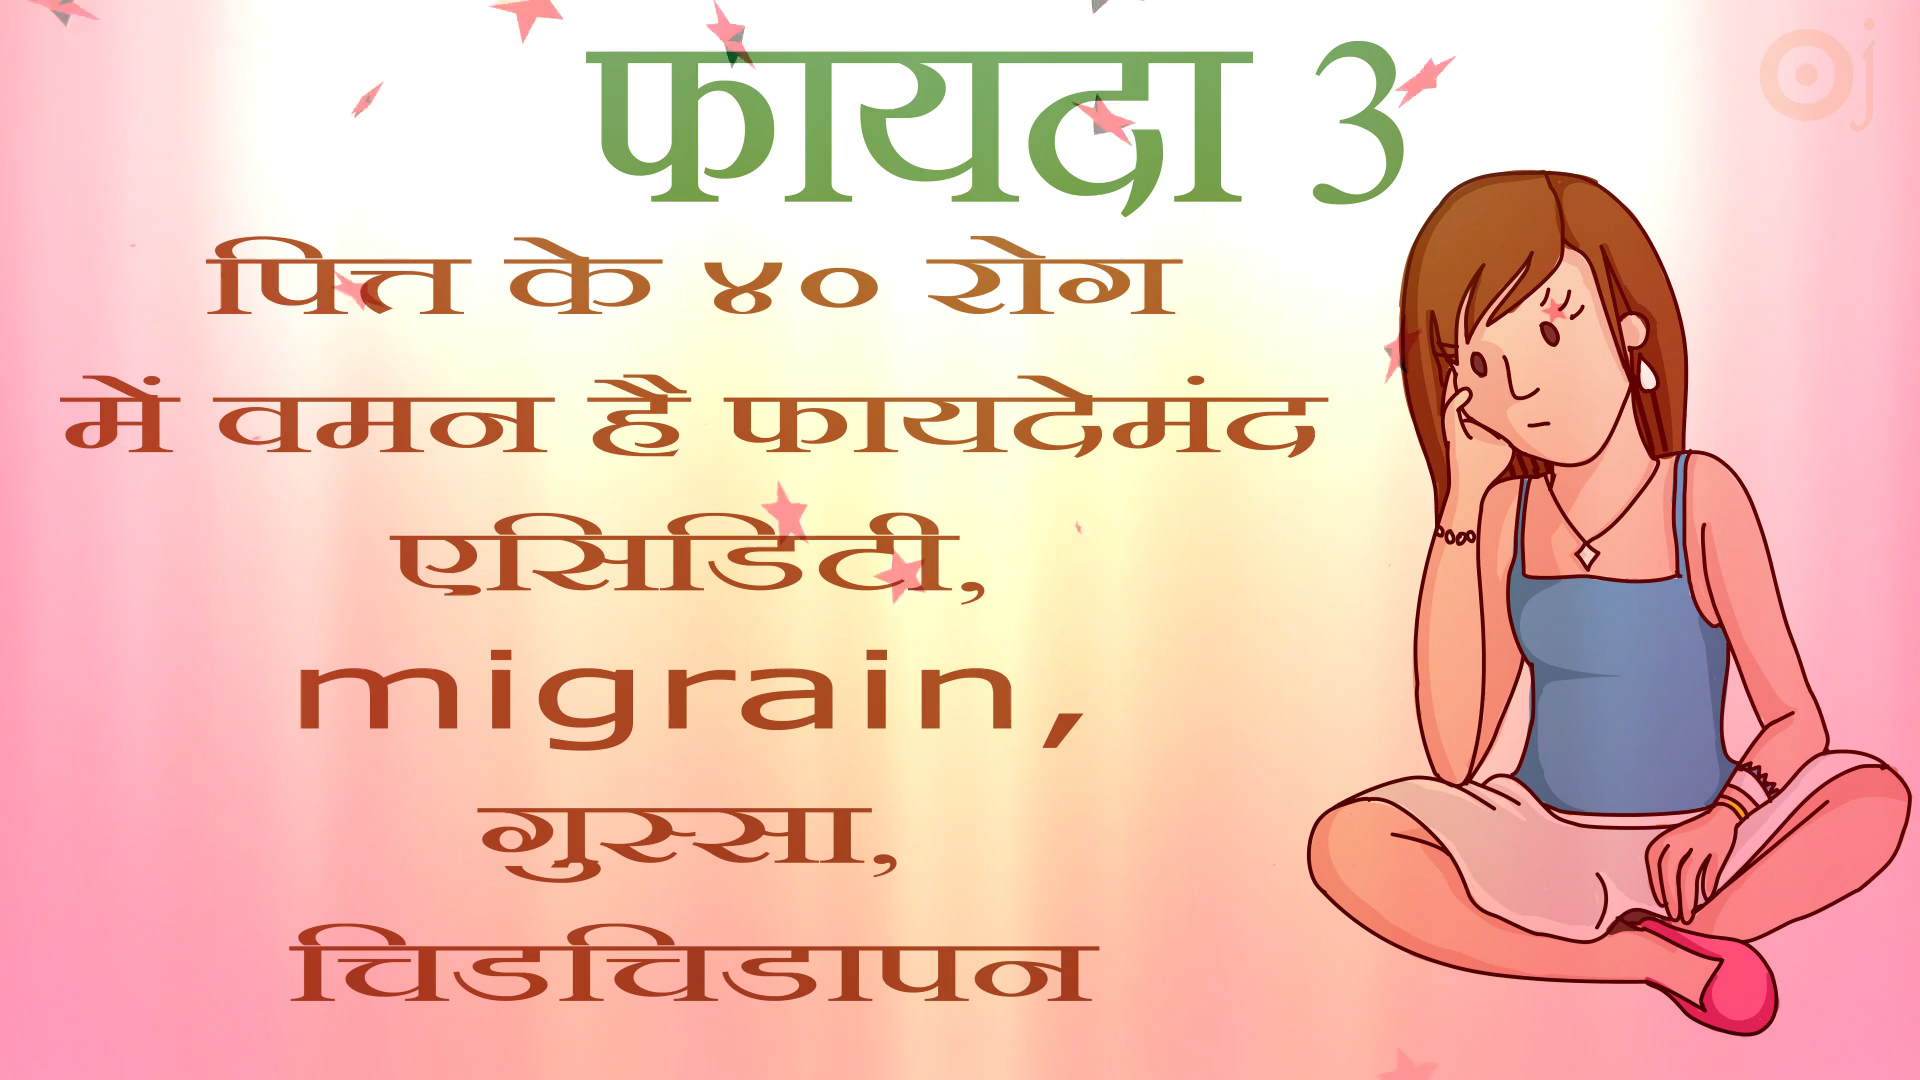 फायदा 3
पित्त के ४० रोग
में वमन है फायदेमंद
एसिडिटी,
migrain,
गुस्सा,
चिडचिडापन